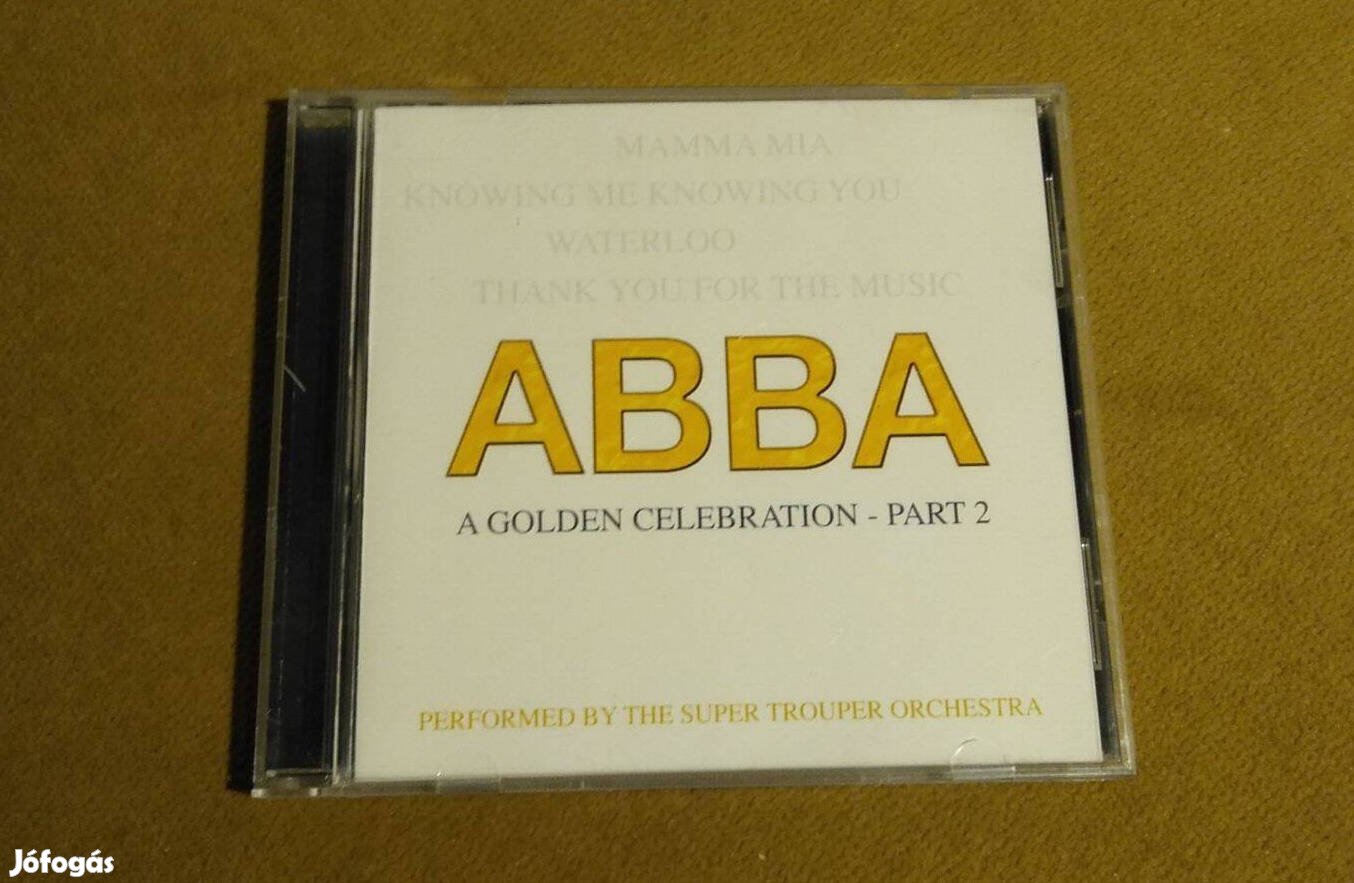 MAMMA MIA
KNOWING ME KNOWING YOU
WATERLOO
THANK YOU FOR THE MUSIC
ABBA
A GOLDEN CELEBRATION - PART 2
PERFORMED BY THE SUPER TROUPER ORCHESTRA
Jófogás